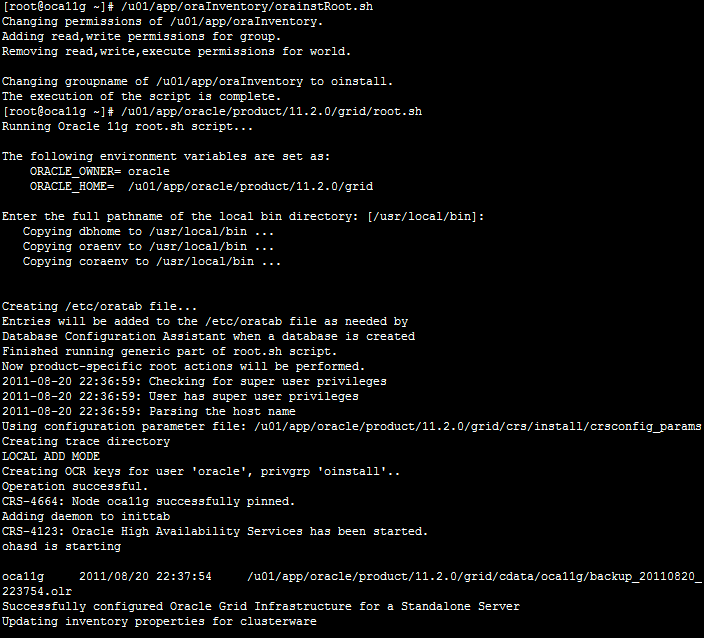 [root@oca11g ~]# /u01/app/oraInventory/orainstRoot.sh
Changing permissions of /u01/app/oraInventory.
Adding read,write permissions for group.
Removing read,write,execute permissions for world.

Changing groupname of /u01/app/oraInventory to oinstall.
The execution of the script is complete.
[root@oca11g ~]# /u01/app/oracle/product/11.2.0/grid/root.sh
Running Oracle 11g root.sh script...

The following environment variables are set as:
    ORACLE_OWNER= oracle
    ORACLE_HOME=  /u01/app/oracle/product/11.2.0/grid

Enter the full pathname of the local bin directory: [/usr/local/bin]:
   Copying dbhome to /usr/local/bin ...
   Copying oraenv to /usr/local/bin ...
   Copying coraenv to /usr/local/bin ...


Creating /etc/oratab file...
Entries will be added to the /etc/oratab file as needed by
Database Configuration Assistant when a database is created
Finished running generic part of root.sh script.
Now product-specific root actions will be performed.
2011-08-20 22:36:59: Checking for super user privileges
2011-08-20 22:36:59: User has super user privileges
2011-08-20 22:36:59: Parsing the host name
Using configuration parameter file: /u01/app/oracle/product/11.2.0/grid/crs/install/crsconfig_params
Creating trace directory
LOCAL ADD MODE
Creating OCR keys for user 'oracle', privgrp 'oinstall'..
Operation successful.
CRS-4664: Node oca11g successfully pinned.
Adding daemon to inittab
CRS-4123: Oracle High Availability Services has been started.
ohasd is starting

oca11g     2011/08/20 22:37:54     /u01/app/oracle/product/11.2.0/grid/cdata/oca11g/backup_20110820_
223754.olr
Successfully configured Oracle Grid Infrastructure for a Standalone Server
Updating inventory properties for clusterware